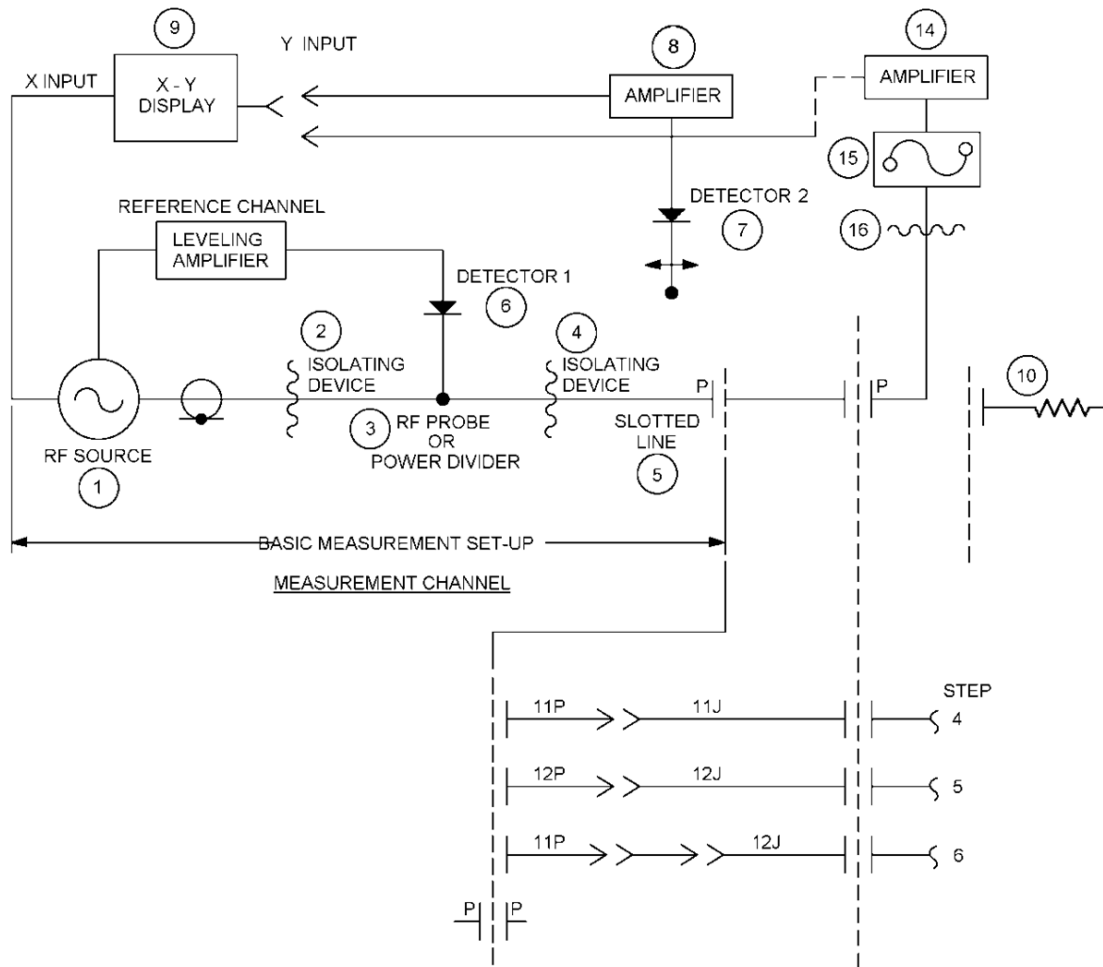 9
Y INPUT
8
14
X INPUT
X - Y
DISPLAY
AMPLIFIER
AMPLIFIER
15
REFERENCE CHANNEL
LEVELING
AMPLIFIER
DETECTOR 2
7
16
DETECTOR 1
6
2
ISOLATING
DEVICE
4
ISOLATING
DEVICE
P
P
10
3
RF PROBE
OR
POWER DIVIDER
SLOTTED
LINE
5
RF SOURCE
1
BASIC MEASUREMENT SET-UP
MEASUREMENT CHANNEL
STEP
11P
11J
4
12P
12J
5
11P
12J
6
P
P